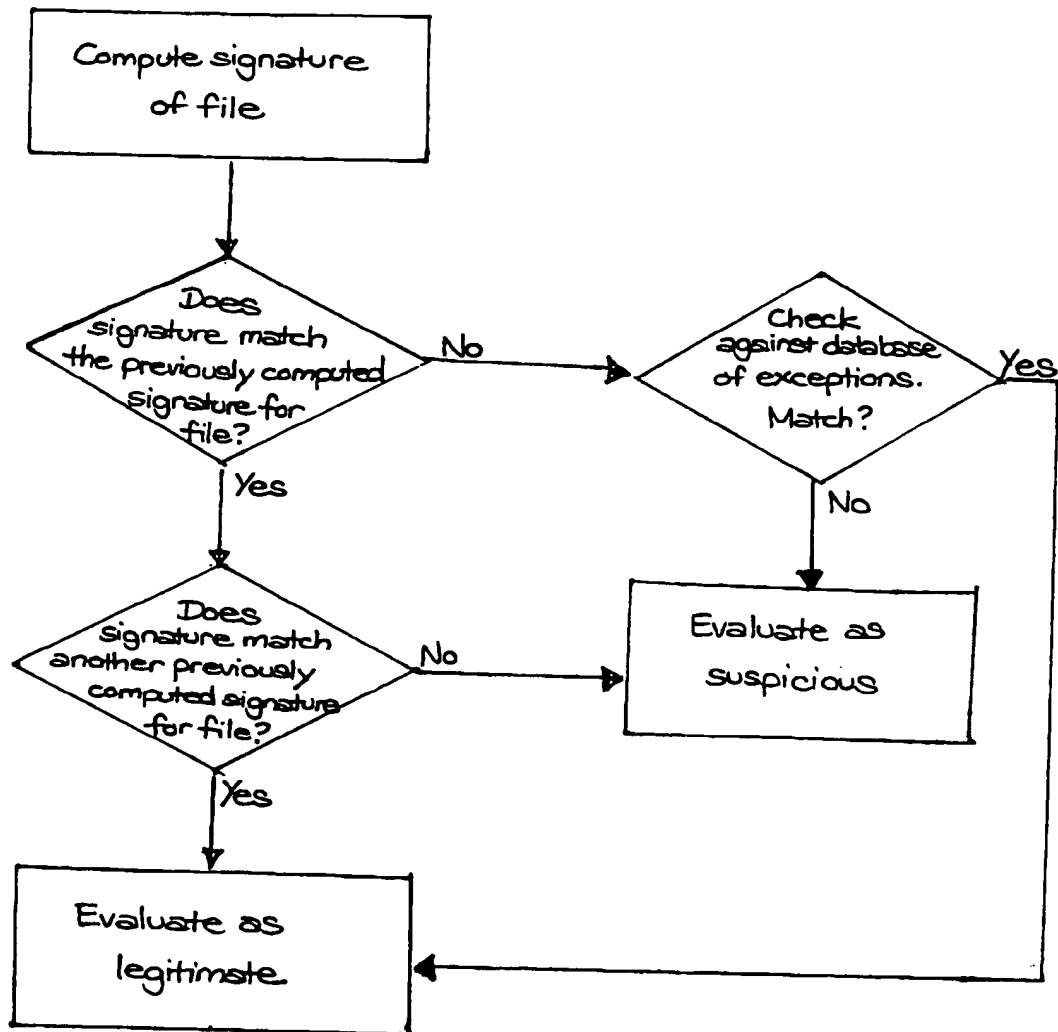 Compute signature
of file
Does
signature match
the previously computed
signature for
file?
No
Check
against database
of exceptions.
Match?
Yes
Yes
No
Does
signature match
another previously
computed signature
for file?
No
Evaluate as
suspicious
Yes
Evaluate as
legitimate